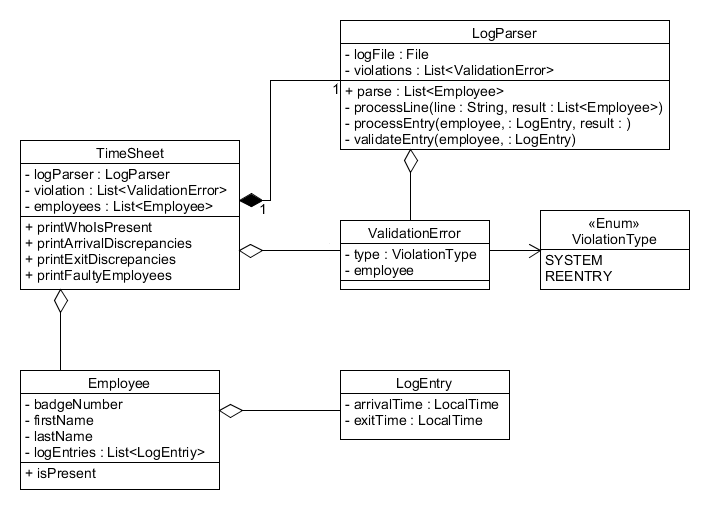 LogParser
- logFile : File
- violations : List<ValidationError>
+ parse : List<Employee>
- processLine(line : String, result : List<Employee>)
- processEntry(employee, : LogEntry, result : )
- validateEntry(employee, : LogEntry)
1
TimeSheet
- logParser : LogParser
- violation : List<ValidationError>
- employees : List<Employee>
+ printWhoIsPresent
+ printArrivalDiscrepancies
+ printExitDiscrepancies
+ printFaultyEmployees
1
ValidationError
- type : ViolationType
- employee
«Enum»
ViolationType
SYSTEM
REENTRY
Employee
- badgeNumber
- firstName
- lastName
- logEntries : List<LogEntriy>
+ isPresent
LogEntry
- arrivalTime : LocalTime
- exitTime : LocalTime